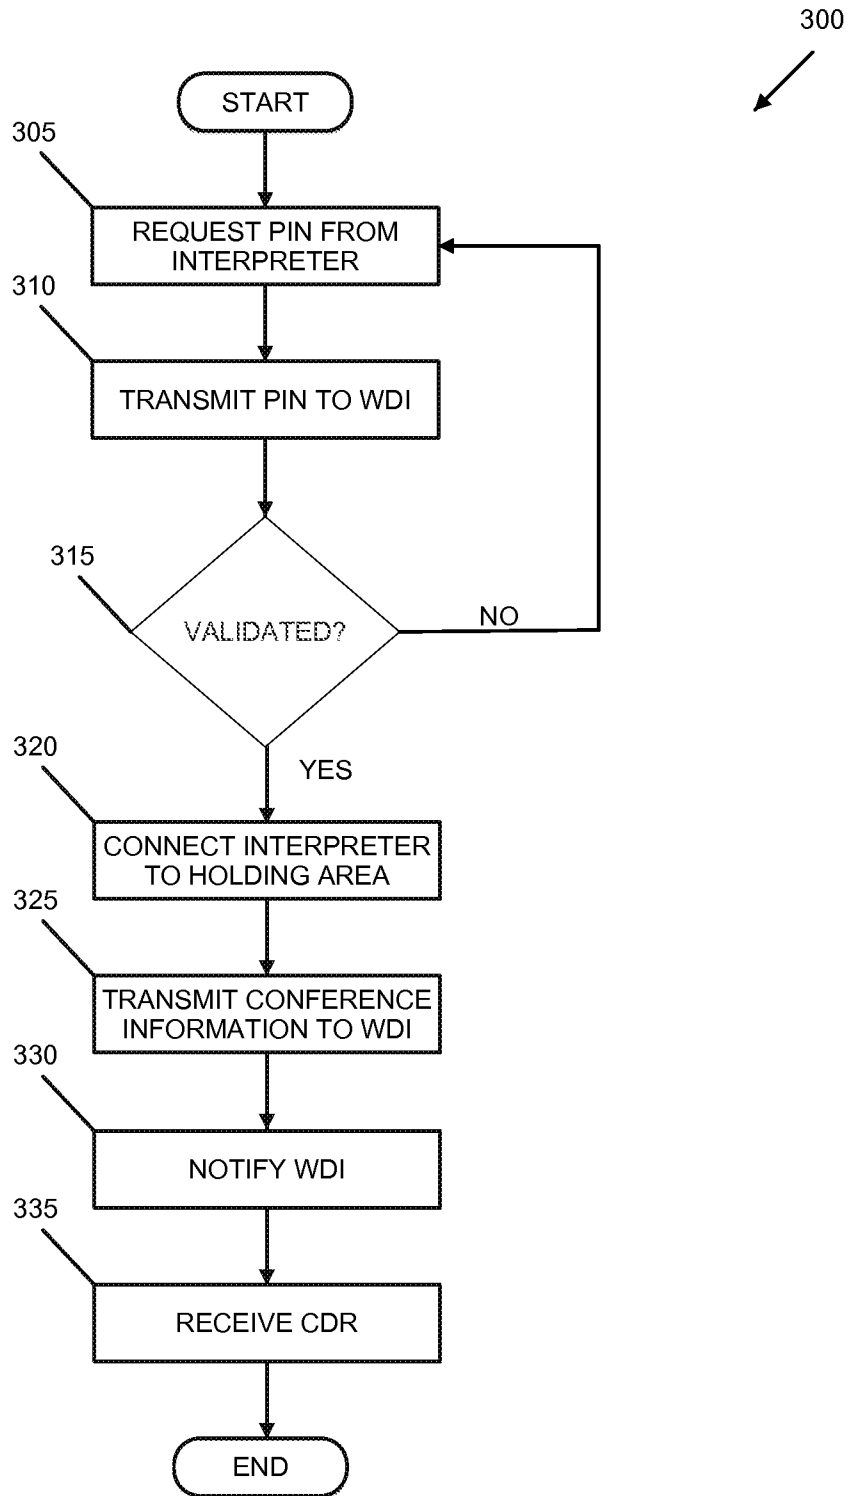 300
START
305
REQUEST PIN FROM
INTERPRETER
310
TRANSMIT PIN TO WDI
315
VALIDATED?
NO
YES
320
CONNECT INTERPRETER
TO HOLDING AREA
325
TRANSMIT CONFERENCE
INFORMATION TO WDI
330
NOTIFY WDI
335
RECEIVE CDR
END